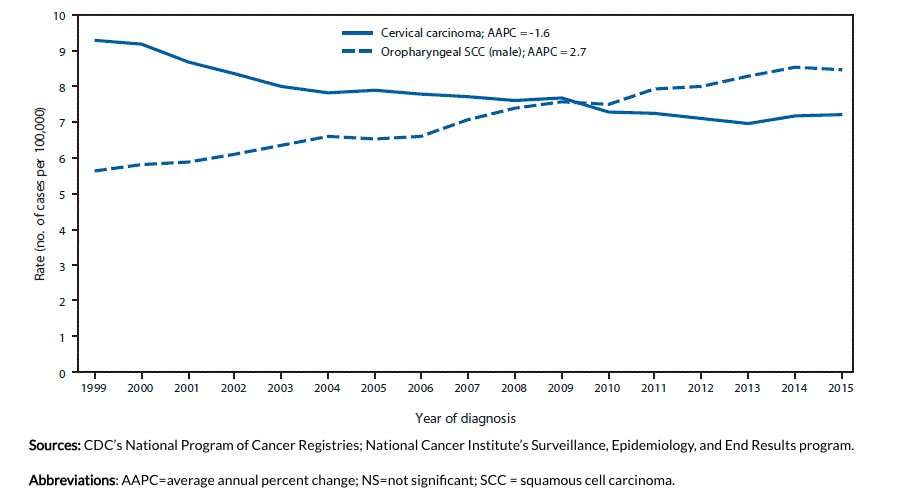 10
9
8
7
6
5
4
3
2
1
0
Rate (no. of cases per 100,000)
Cervical carcinoma; AAPC = -1.6
Oropharyngeal SCC (male); AAPC = 2.7
1999 2000 2001 2002 2003 2004 2005 2006 2007 2008 2009 2010 2011 2012 2013 2014 2015
Year of diagnosis
Sources: CDC's National Program of Cancer Registries; National Cancer Institute's Surveillance, Epidemiology, and End Results program.
Abbreviations: AAPC=average annual percent change; NS=not significant; SCC = squamous cell carcinoma.